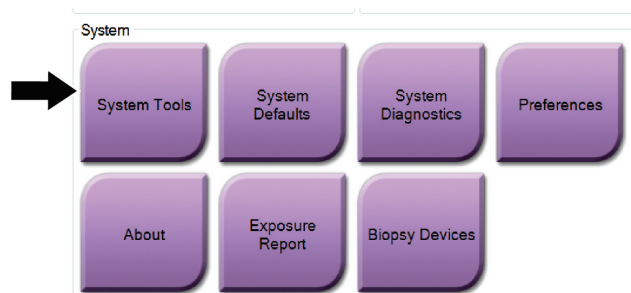 System
System Tools
System
Defaults
System
Diagnostics
Preferences
About
Exposure
Report
Biopsy Devices